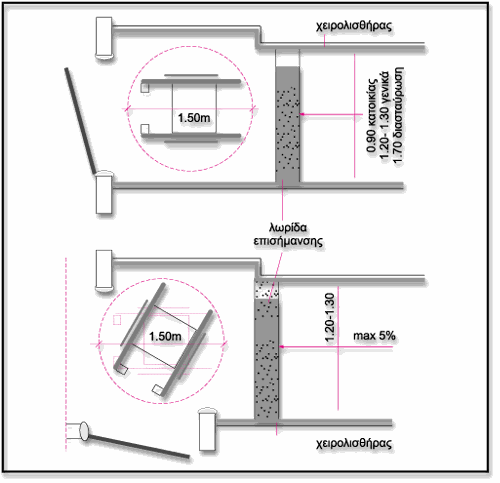 χειρολισθήρας
1.50m
0.90 κατοικίας
1.20- 1.30 γενικά
1.70 διασταύρωση
λωρίδα
επισήμανσης
1.50m
1.20-1.30
max 5%
χειρολισθήρας